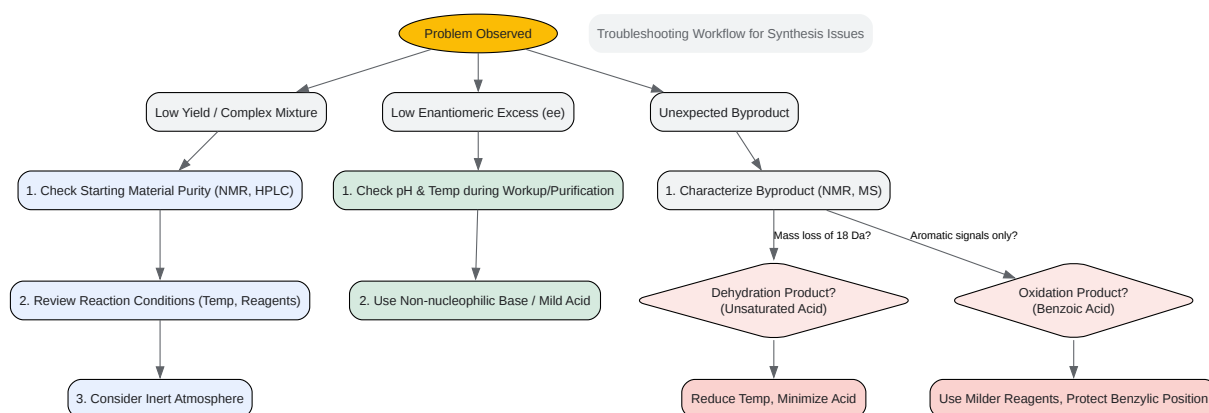 Problem Observed
Troubleshooting Workflow for Synthesis Issues
Low Yield / Complex Mixture
Low Enantiomeric Excess (ee)
Unexpected Byproduct
1. Check Starting Material Purity (NMR, HPLC)
1. Check pH & Temp during Workup/Purification
1. Characterize Byproduct (NMR, MS)
Mass loss of 18 Da?
Aromatic signals only?
2. Review Reaction Conditions (Temp, Reagents)
2. Use Non-nucleophilic Base / Mild Acid
Dehydration Product?
(Unsaturated Acid)
Oxidation Product?
(Benzoic Acid)
3. Consider Inert Atmosphere
Reduce Temp, Minimize Acid
Use Milder Reagents, Protect Benzylic Position